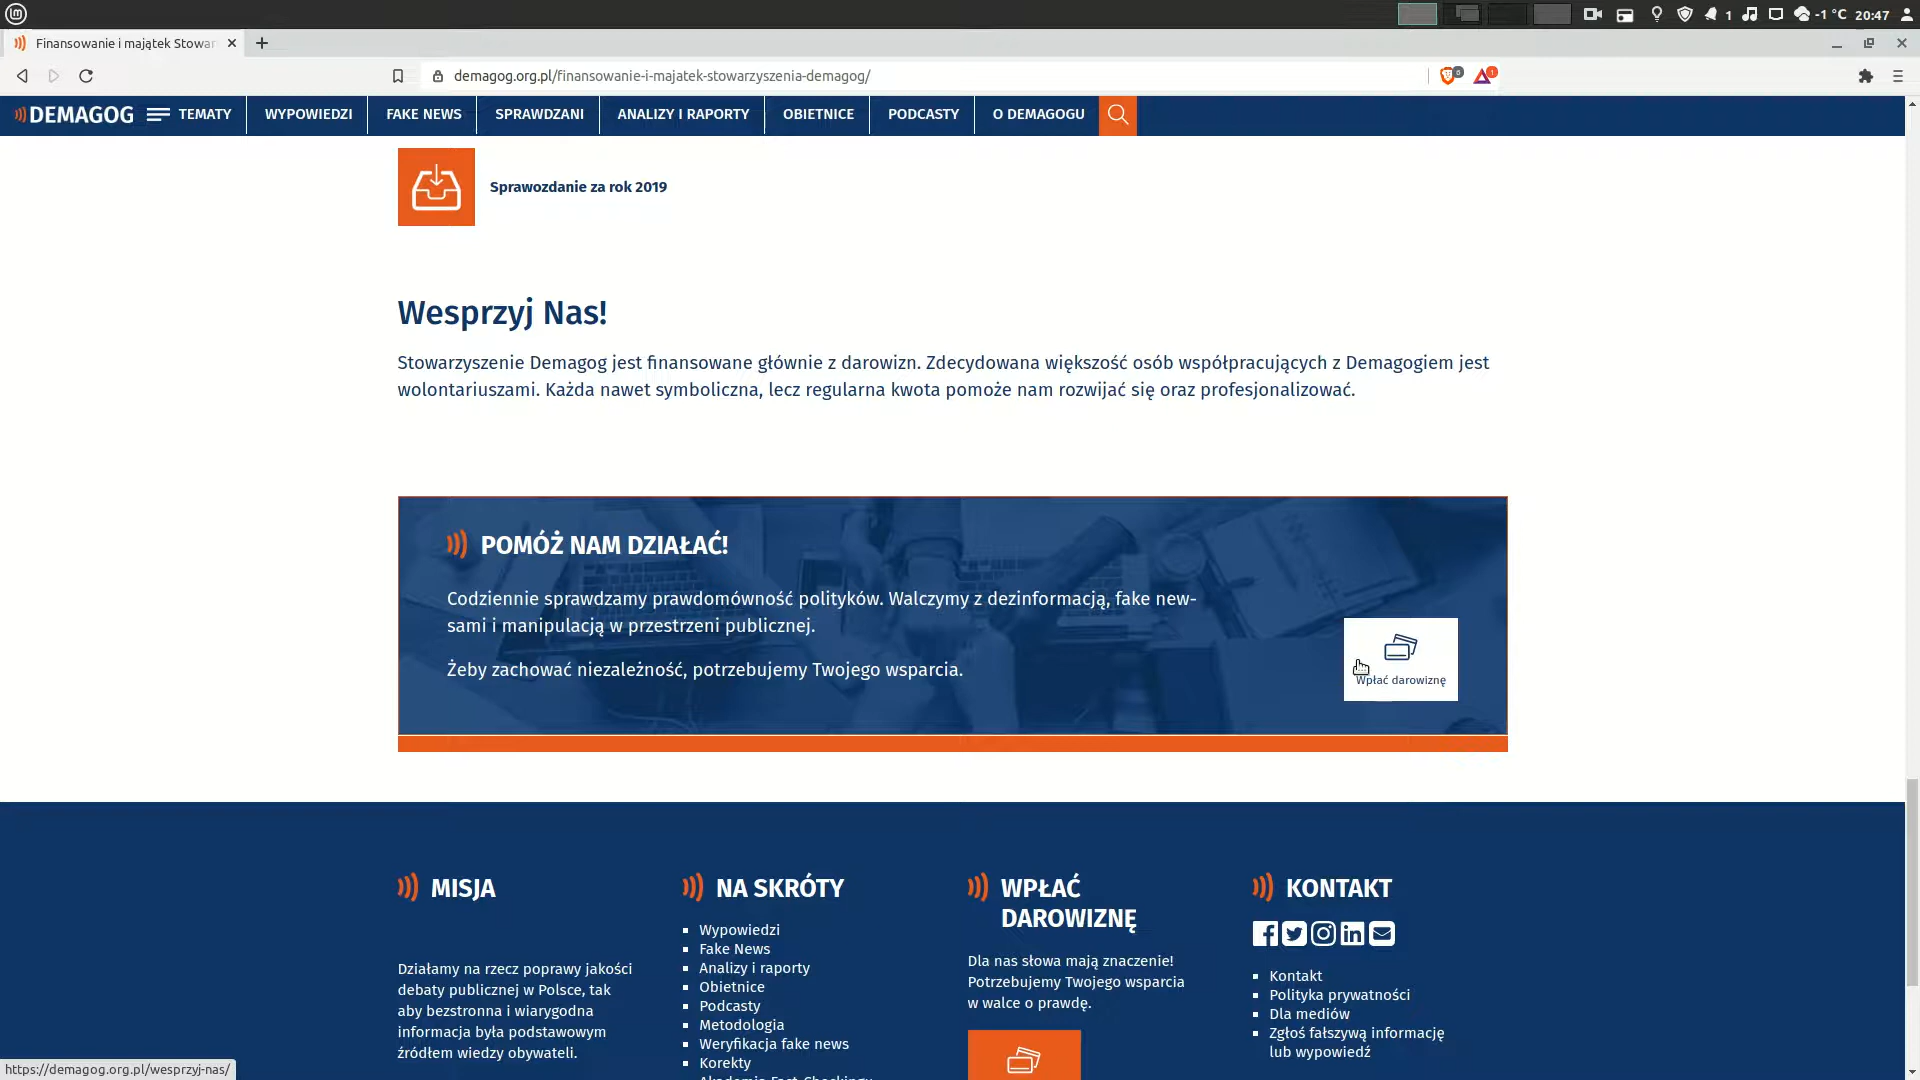 1
-1 °C
20:47
Finansowanie i majątek Stowar
demagog.org.pl/finansowanie-i-majatek-stowarzyszenia-demagog/
6
1
DEMAGOG
TEMATY
WYPOWIEDZI
FAKE NEWS
SPRAWDZANI
ANALIZY I RAPORTY
OBIETNICE
PODCASTY
O DEMAGOGU
Sprawozdanie za rok 2019
Wesprzyj Nas!
Stowarzyszenie Demagog jest finansowane głównie z darowizn. Zdecydowana większość osób współpracujących z Demagogiem jest
wolontariuszami. Każda nawet symboliczna, lecz regularna kwota pomoże nam rozwijać się oraz profesjonalizować.
POMÓŻ NAM DZIAŁAĆ!
Codziennie sprawdzamy prawdomówność polityków. Walczymy z dezinformacją, fake new-
sami i manipulacją w przestrzeni publicznej.
Żeby zachować niezależność, potrzebujemy Twojego wsparcia.
Wpłać darowiznę
MISJA
Działamy na rzecz poprawy jakości
debaty publicznej w Polsce, tak
aby bezstronna i wiarygodna
informacja była podstawowym
źródłem wiedzy obywateli.
NA SKRÓTY
Wypowiedzi
Fake News
Analizy i raporty
Obietnice
Podcasty
Metodologia
Weryfikacja fake news
Korekty
Akademia Fact-Checkingu
WPŁAĆ
DAROWIZNĘ
Dla nas słowa mają znaczenie!
Potrzebujemy Twojego wsparcia
w walce o prawdę.
KONTAKT
Kontakt
Polityka prywatności
Dla mediów
Zgłoś fałszywą informację
lub wypowiedź
https://demagog.org.pl/wesprzyj-nas/